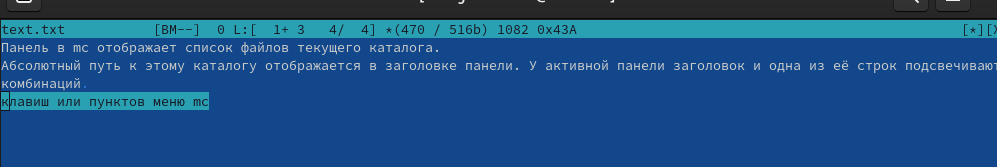 text.txt [BM--] 0 L:[ 1+ 3 4/ 4] *(470 / 516b) 1082 0x43A [*][X
Панель в mc отображает список файлов текущего каталога.
Абсолютный путь к этому каталогу отображается в заголовке панели. У активной панели заголовок и одна из её строк подсвечивают
комбинаций.
клавиш или пунктов меню mc